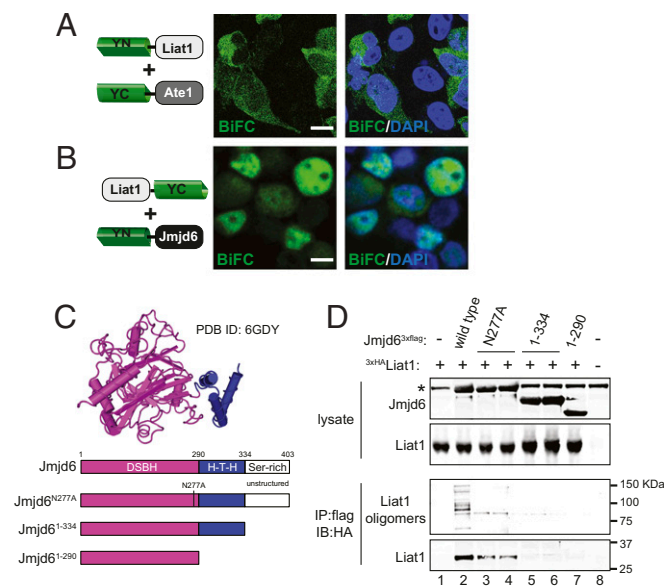 A
YN
Liat1
+
YC
Ate1
BiFC
BiFC/DAPI
B
Liat1
YC
+
YN
Jmjd6
BiFC
BiFC/DAPI
C
PDB ID: 6GDY
1 290 334 403
Jmjd6 DSBH H-T-H Ser-rich
N277A unstructured
Jmjd6N277A
Jmjd61-334
Jmjd61-290
D
Jmjd63xflag: - wild type N277A 1-334 1-290 -
3xHALiat1: + + + + + + + -
lysate
*
Jmjd6
Liat1
IP:flag
IB:HA
Liat1
oligomers
150 KDa
100
75
Liat1
37
25
1 2 3 4 5 6 7 8